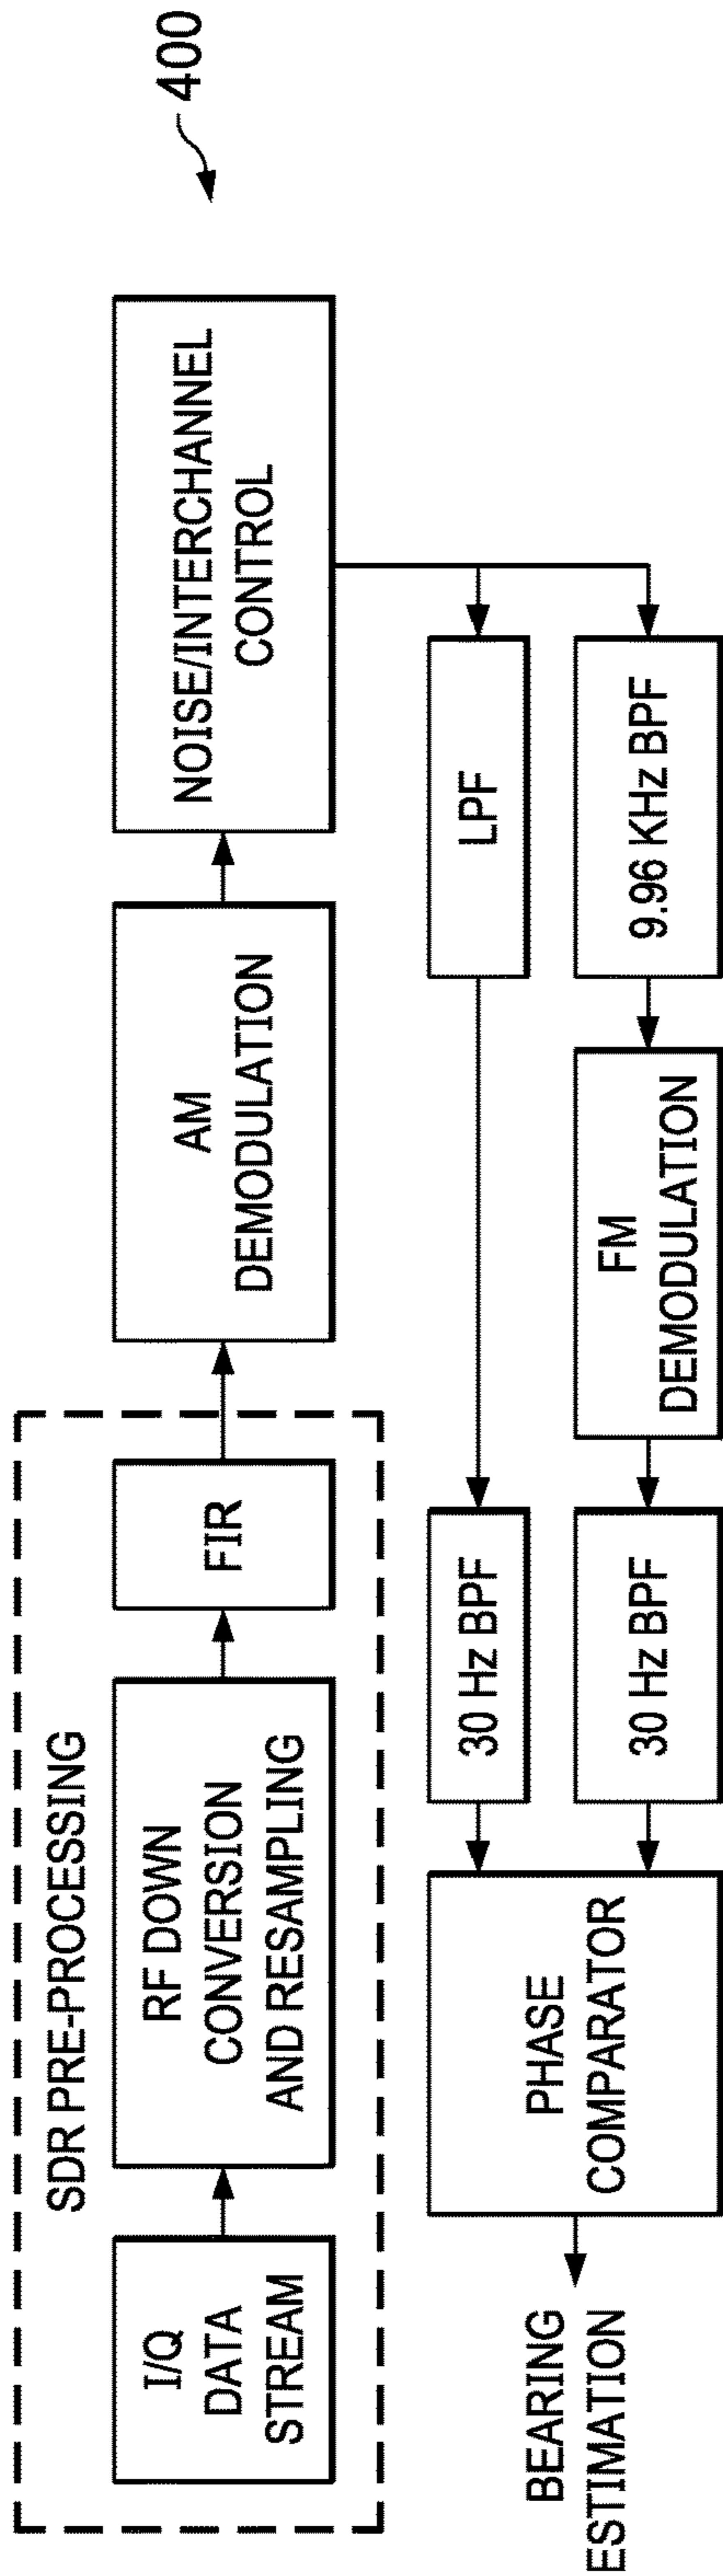 400
SDR PRE-PROCESSING
I/Q
DATA
STREAM
RF DOWN
CONVERSION
AND RESAMPLING
FIR
AM
DEMODULATION
NOISE/INTERCHANNEL
CONTROL
LPF
30 Hz BPF
9.96 KHz BPF
FM
DEMODULATION
30 Hz BPF
PHASE
COMPARATOR
BEARING
ESTIMATION